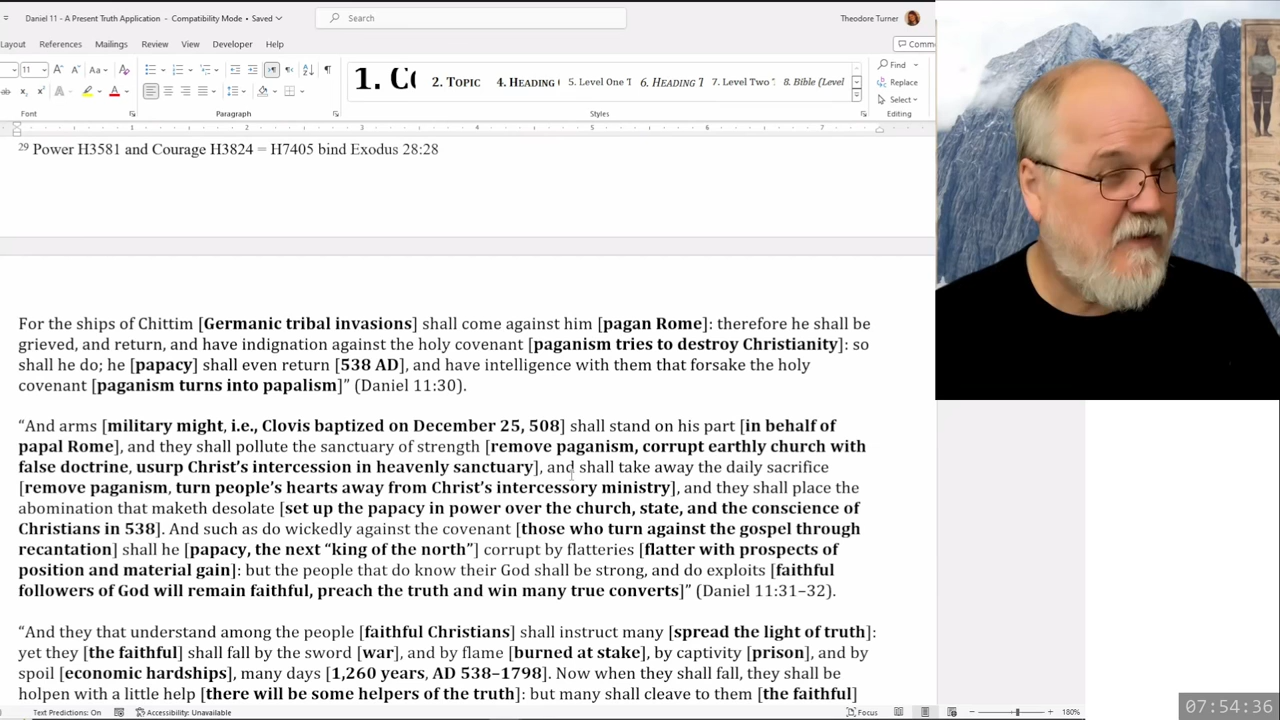 Daniel 11 - A Present Truth Application - Compatibility Mode • Saved
Search
Theodore Turner
Layout References Mailings Review View Developer Help
11
Aa
Find
1. Cc 2. Topic 4. Heading 5. Level One 6. Heading 7. Level Two 8. Bible (Level
Replace
Select
Font Paragraph Styles Editing
29 Power H3581 and Courage H3824 = H7405 bind Exodus 28:28
For the ships of Chittim [Germanic tribal invasions] shall come against him [pagan Rome]: therefore he shall be
grieved, and return, and have indignation against the holy covenant [paganism tries to destroy Christianity]: so
shall he do; he [papacy] shall even return [538 AD], and have intelligence with them that forsake the holy
covenant [paganism turns into papalism]” (Daniel 11:30).
“And arms [military might, i.e., Clovis baptized on December 25, 508] shall stand on his part [in behalf of
papal Rome], and they shall pollute the sanctuary of strength [remove paganism, corrupt earthly church with
false doctrine, usurp Christ’s intercession in heavenly sanctuary], and shall take away the daily sacrifice
[remove paganism, turn people’s hearts away from Christ’s intercessory ministry], and they shall place the
abomination that maketh desolate [set up the papacy in power over the church, state, and the conscience of
Christians in 538]. And such as do wickedly against the covenant [those who turn against the gospel through
recantation] shall he [papacy, the next “king of the north”] corrupt by flatteries [flatter with prospects of
position and material gain]: but the people that do know their God shall be strong, and do exploits [faithful
followers of God will remain faithful, preach the truth and win many true converts]” (Daniel 11:31–32).
“And they that understand among the people [faithful Christians] shall instruct many [spread the light of truth]:
yet they [the faithful] shall fall by the sword [war], and by flame [burned at stake], by captivity [prison], and by
spoil [economic hardships], many days [1,260 years, AD 538–1798]. Now when they shall fall, they shall be
holpen with a little help [there will be some helpers of the truth]: but many shall cleave to them [the faithful]
Text Predictions: On Accessibility: Unavailable Focus 180%
07:54:36